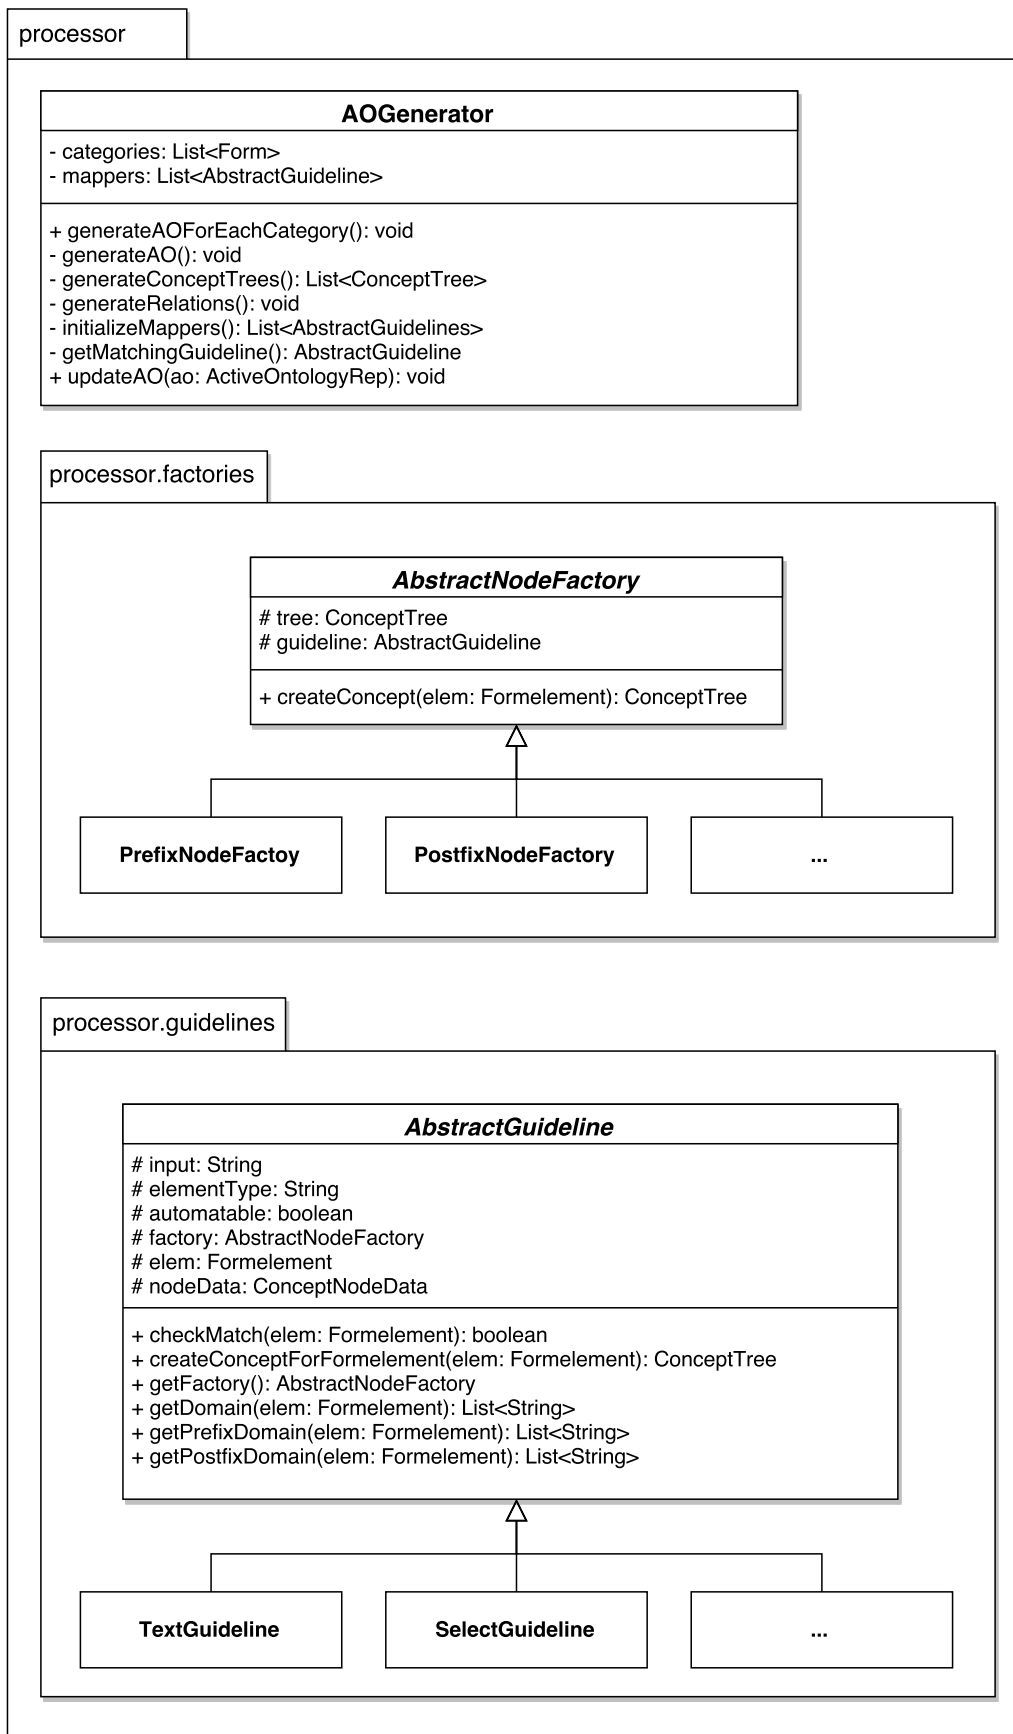 processor
AOGenerator
- categories: List<Form>
- mappers: List<AbstractGuideline>
+ generateAOForEachCategory(): void
- generateAO(): void
- generateConceptTrees(): List<ConceptTree>
- generateRelations(): void
- initializeMappers(): List<AbstractGuidelines>
- getMatchingGuideline(): AbstractGuideline
+ updateAO(ao: ActiveOntologyRep): void
processor.factories
AbstractNodeFactory
# tree: ConceptTree
# guideline: AbstractGuideline
+ createConcept(elem: Formelement): ConceptTree
PrefixNodeFactoy
PostfixNodeFactory
...
processor.guidelines
AbstractGuideline
# input: String
# elementType: String
# automatable: boolean
# factory: AbstractNodeFactory
# elem: Formelement
# nodeData: ConceptNodeData
+ checkMatch(elem: Formelement): boolean
+ createConceptForFormelement(elem: Formelement): ConceptTree
+ getFactory(): AbstractNodeFactory
+ getDomain(elem: Formelement): List<String>
+ getPrefixDomain(elem: Formelement): List<String>
+ getPostfixDomain(elem: Formelement): List<String>
TextGuideline
SelectGuideline
...